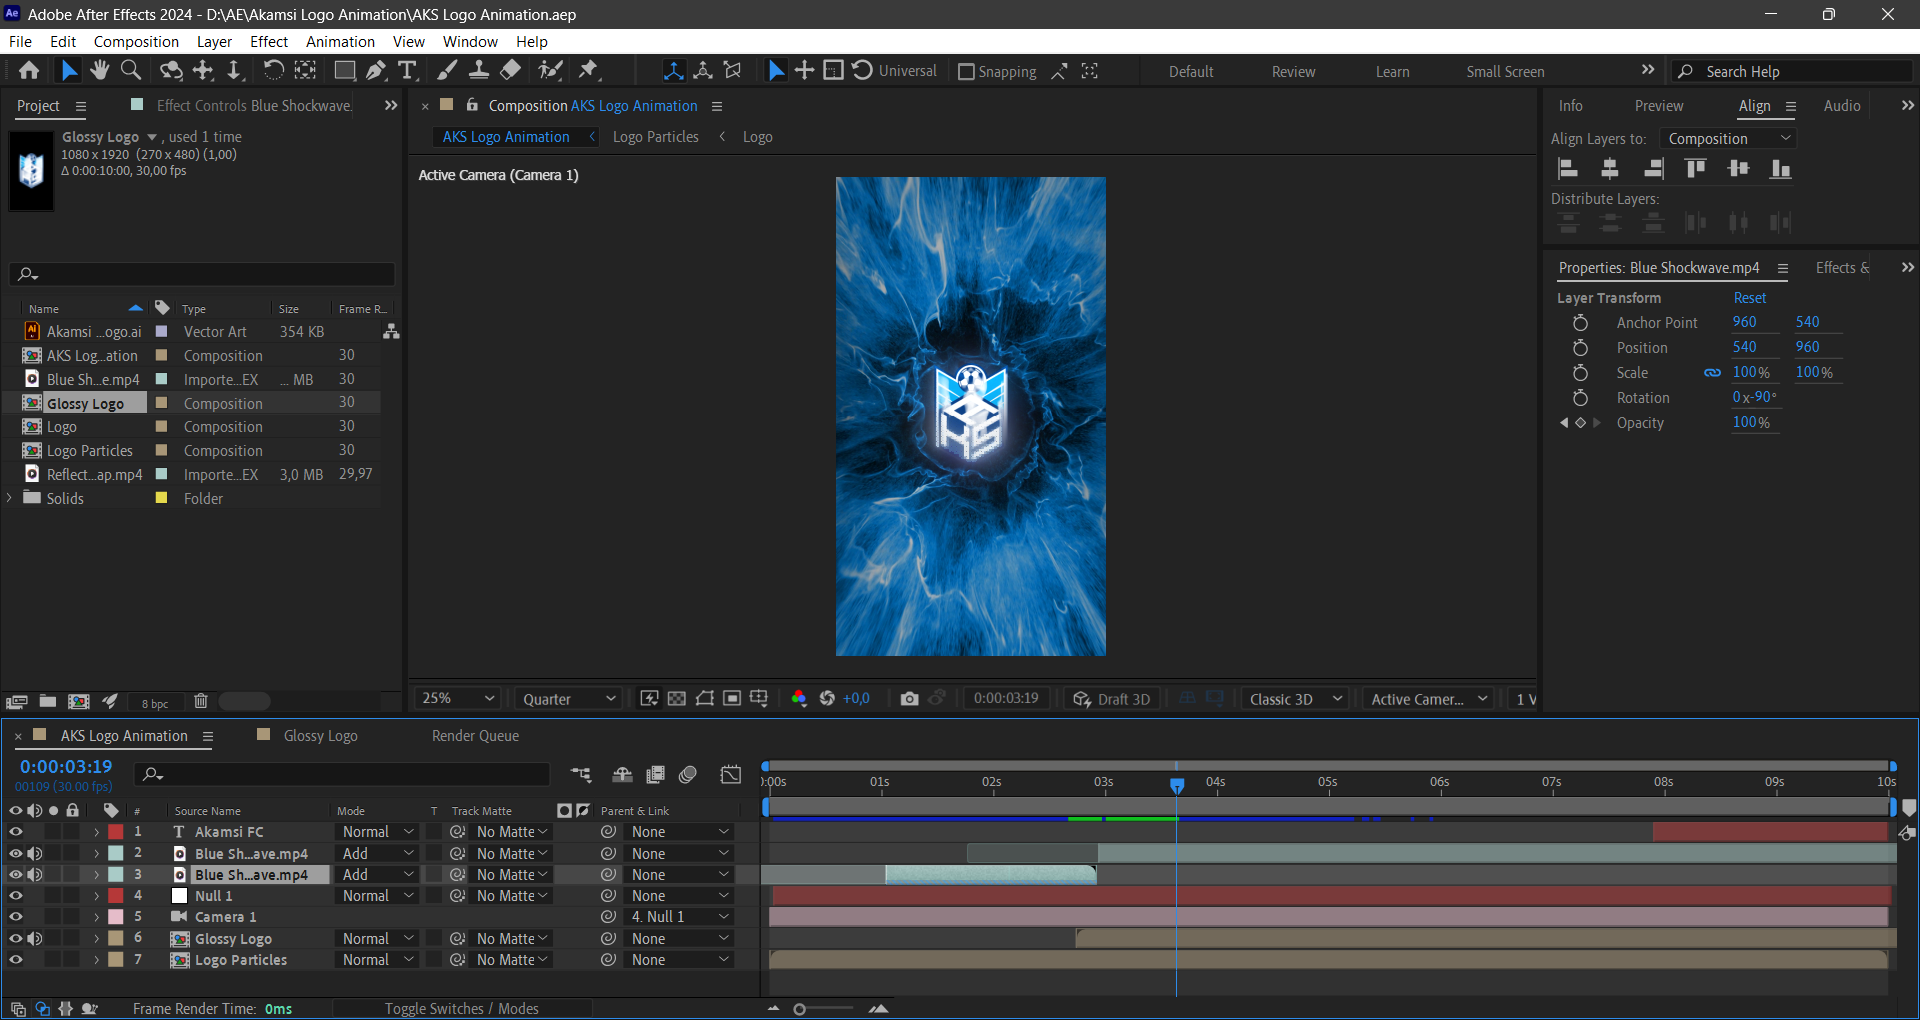 Ae Adobe After Effects 2024 - D:\AE\Akamsi Logo Animation\AKS Logo Animation.aep
File Edit Composition Layer Effect Animation View Window Help
Universal Snapping Default Review Learn Small Screen Search Help
Project Effect Controls Blue Shockwave.
Glossy Logo , used 1 time
1080 x 1920 (270 x 480) (1,00)
Δ 0:00:10:00, 30,00 fps
Name Type Size Frame R...
Akamsi ...ogo.ai Vector Art 354 KB
AKS Log...ation Composition 30
Blue Sh...e.mp4 Importe...EX ... MB 30
Glossy Logo Composition 30
Logo Composition 30
Logo Particles Composition 30
Reflect...ap.mp4 Importe...EX 3,0 MB 29,97
Solids Folder
8 bpc
Composition AKS Logo Animation
AKS Logo Animation Logo Particles Logo
Active Camera (Camera 1)
AKS
25% Quarter +0,0 0:00:03:19 Draft 3D Classic 3D Active Camer... 1 V
Info Preview Align Audio
Align Layers to: Composition
Distribute Layers:
Properties: Blue Shockwave.mp4 Effects &
Layer Transform Reset
Anchor Point 960 540
Position 540 960
Scale 100% 100%
Rotation 0x-90°
Opacity 100%
AKS Logo Animation Glossy Logo Render Queue
0:00:03:19
00109 (30.00 fps)
):00s 01s 02s 03s 04s 05s 06s 07s 08s 09s 10s
# Source Name Mode T Track Matte Parent & Link
1 T Akamsi FC Normal No Matte None
2 Blue Sh...ave.mp4 Add No Matte None
3 Blue Sh...ave.mp4 Add No Matte None
4 Null 1 Normal No Matte None
5 Camera 1 4. Null 1
6 Glossy Logo Normal No Matte None
7 Logo Particles Normal No Matte None
Frame Render Time: 0ms Toggle Switches / Modes